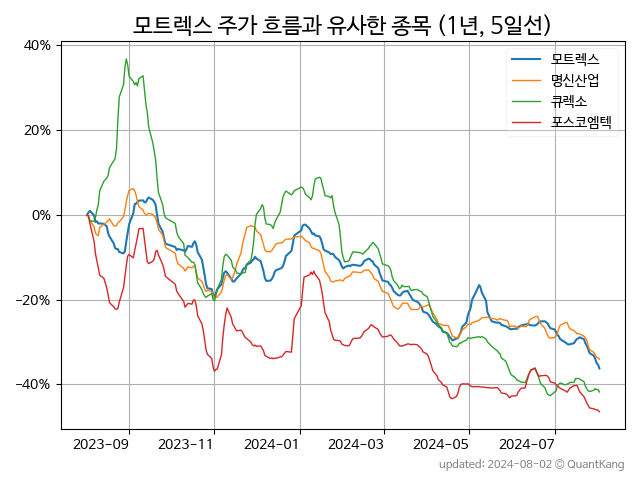 모트렉스 주가 흐름과 유사한 종목 (1년, 5일선)
모트렉스
명신산업
큐렉소
포스코엠텍
40%
20%
0%
−20%
−40%
2023-09 2023-11 2024-01 2024-03 2024-05 2024-07
updated: 2024-08-02 © QuantKang